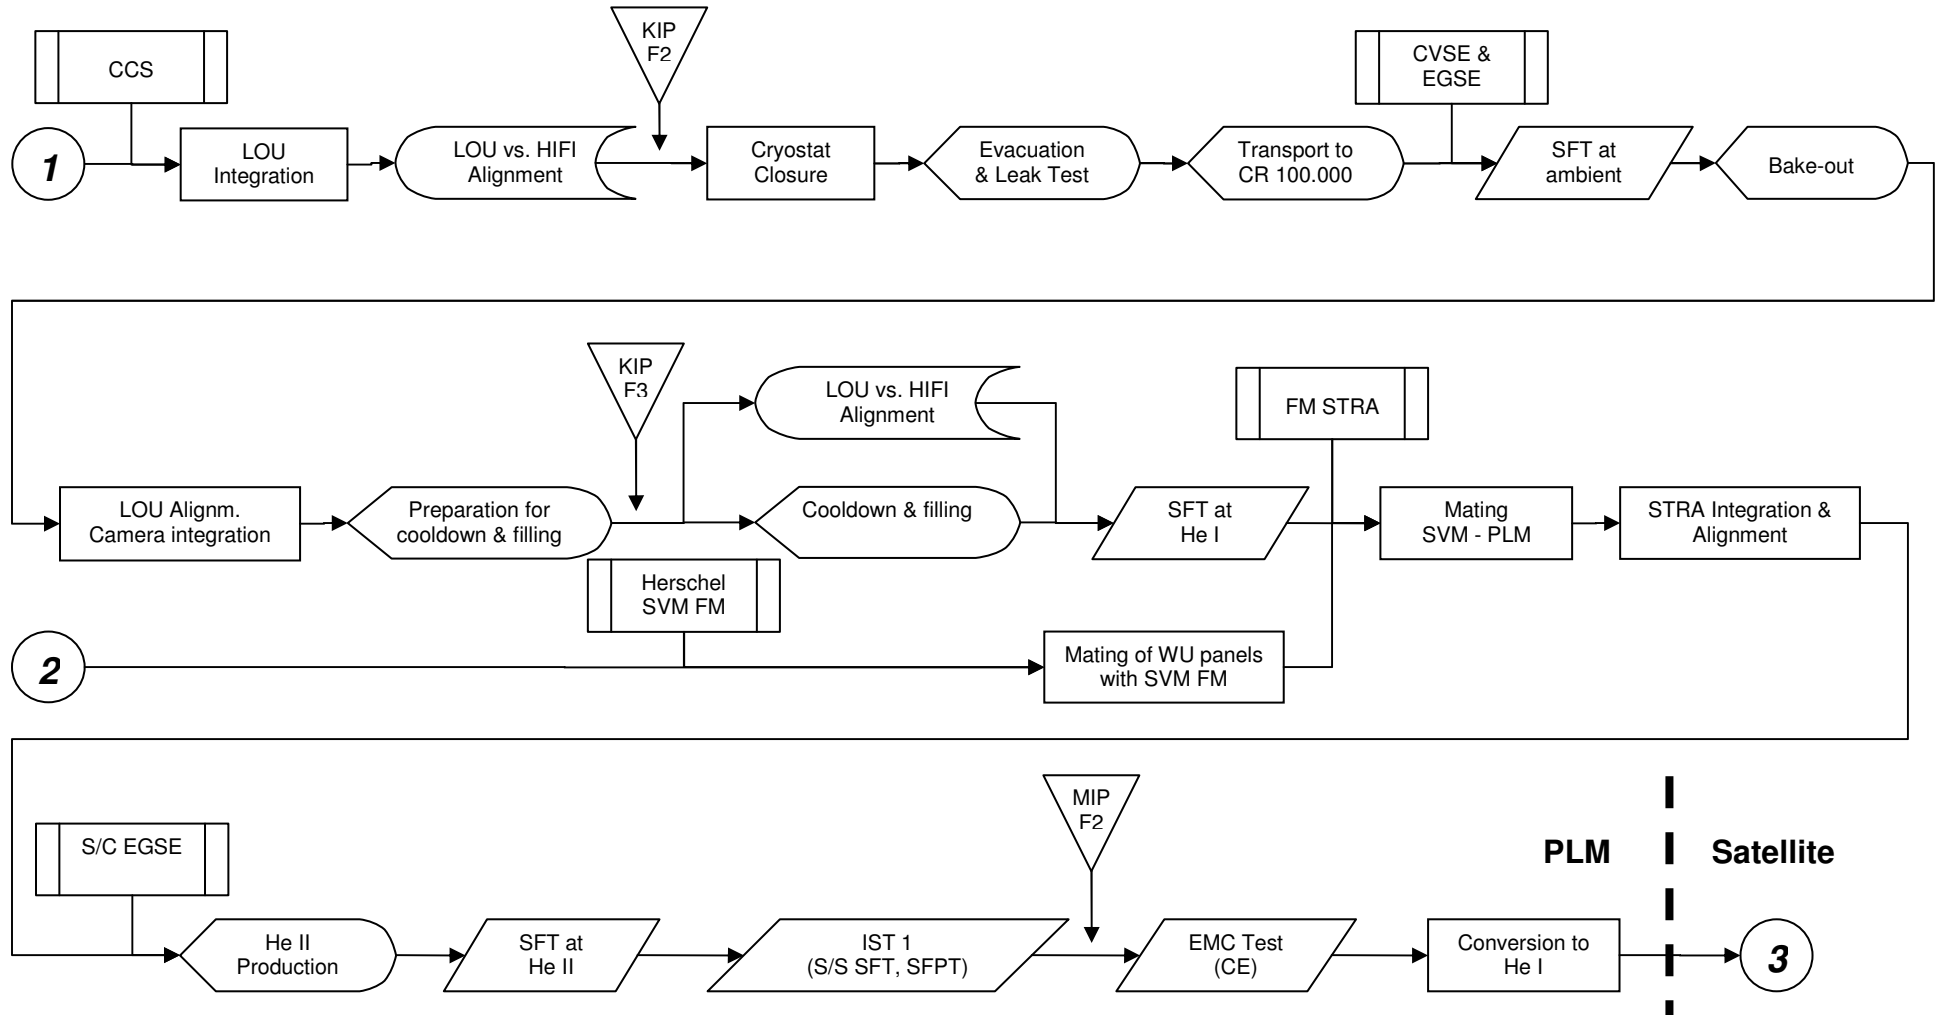 KIP
F2
CCS
CVSE &
EGSE
1
LOU
Integration
LOU vs. HIFI
Alignment
Cryostat
Closure
Evacuation
& Leak Test
Transport to
CR 100.000
SFT at
ambient
Bake-out
KIP
F3
LOU vs. HIFI
Alignment
FM STRA
LOU Alignm.
Camera integration
Preparation for
cooldown & filling
Cooldown & filling
SFT at
He I
Mating
SVM - PLM
STRA Integration &
Alignment
Herschel
SVM FM
2
Mating of WU panels
with SVM FM
MIP
F2
S/C EGSE
PLM
Satellite
He II
Production
SFT at
He II
IST 1
(S/S SFT, SFPT)
EMC Test
(CE)
Conversion to
He I
3